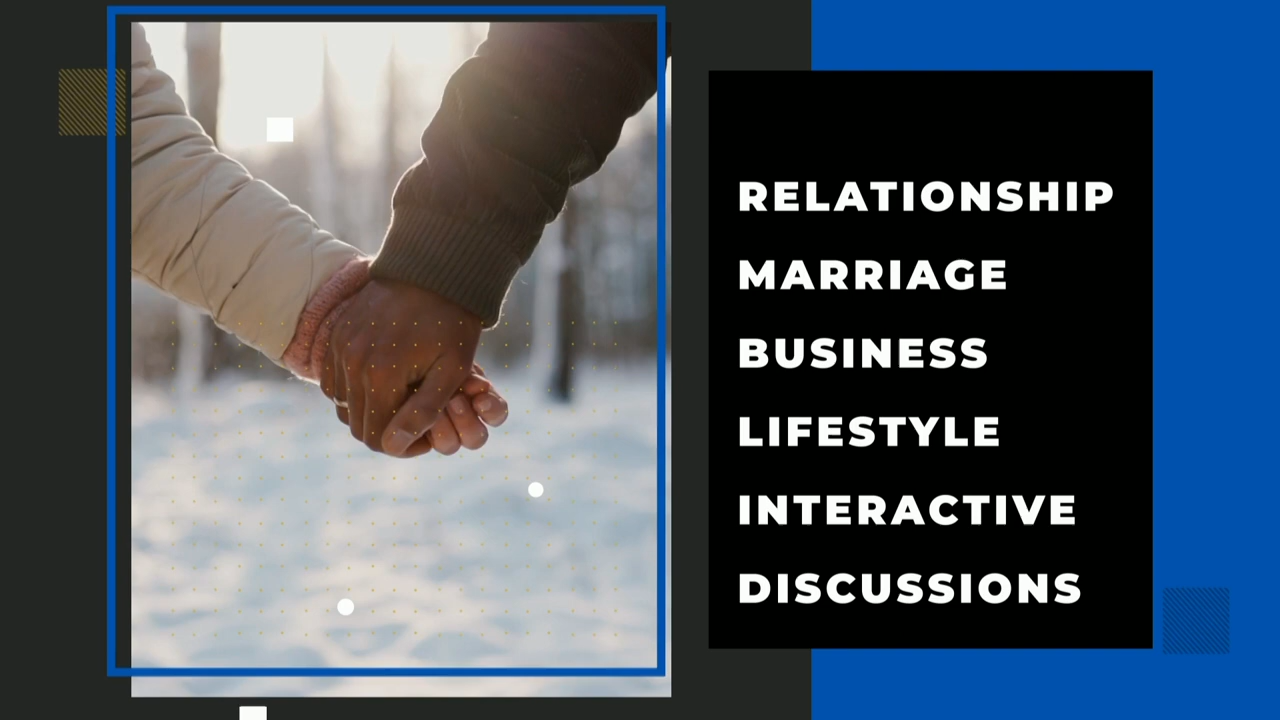 RELATIONSHIP
MARRIAGE
BUSINESS
LIFESTYLE
INTERACTIVE
DISCUSSIONS